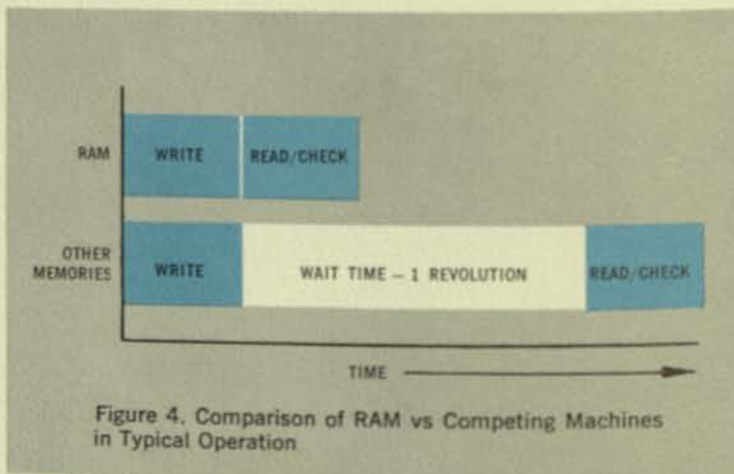 RAM
WRITE
READ/CHECK
OTHER
MEMORIES
WRITE
WAIT TIME – 1 REVOLUTION
READ/CHECK
TIME
Figure 4. Comparison of RAM vs Competing Machines
in Typical Operation